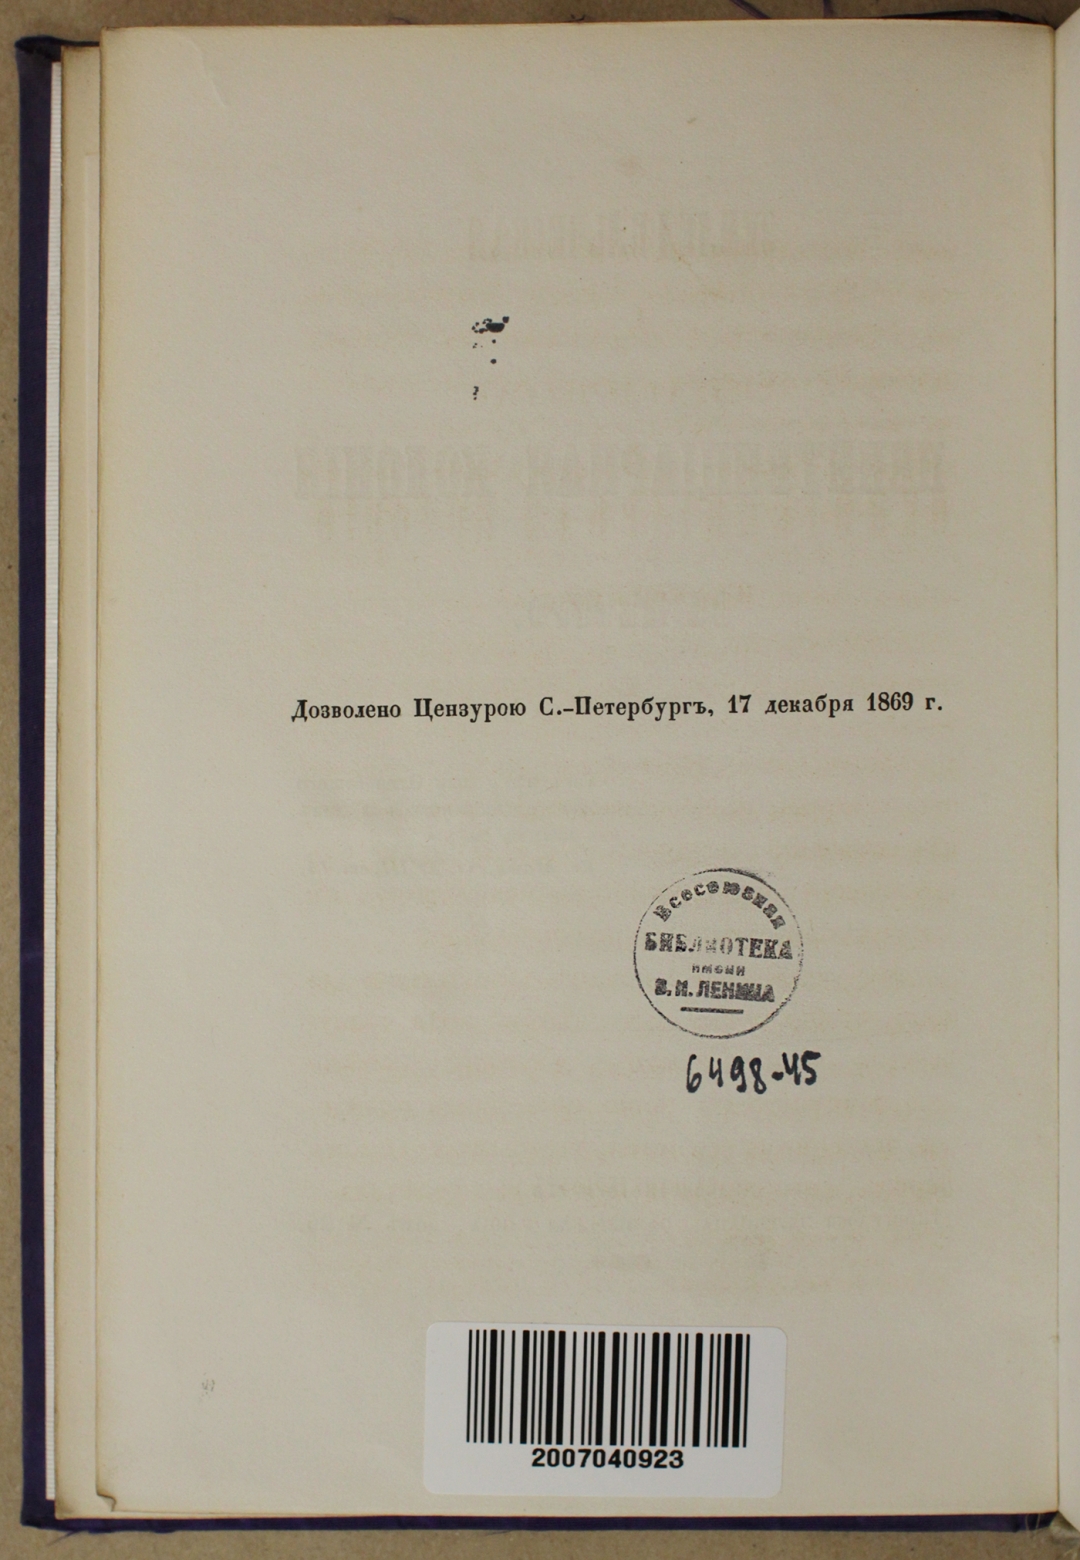 Дозволено Цензурою С.-Петербургъ, 17 декабря 1869 г.
Всесоюзная
БИБЛИОТЕКА
имени
В. И. ЛЕНИНА
6498-45
2007040923